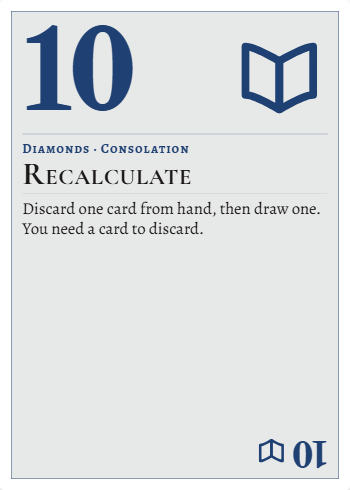 10
Diamonds · Consolation
Recalculate
Discard one card from hand, then draw one.
You need a card to discard.
10